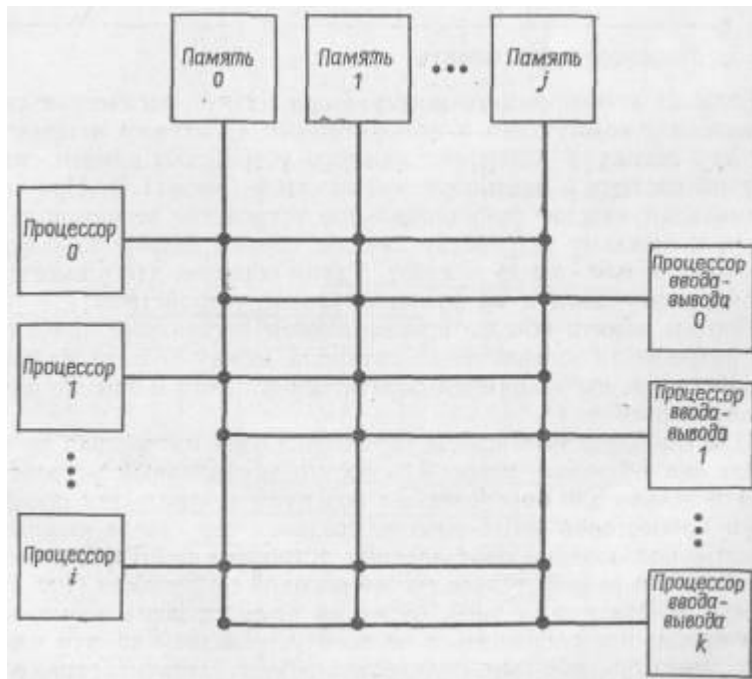 Память
0
Память
1
Память
j
Процессор
0
Процессор
ввода-
вывода
0
Процессор
1
Процессор
ввода-
вывода
1
Процессор
i
Процессор
ввода-
вывода
k